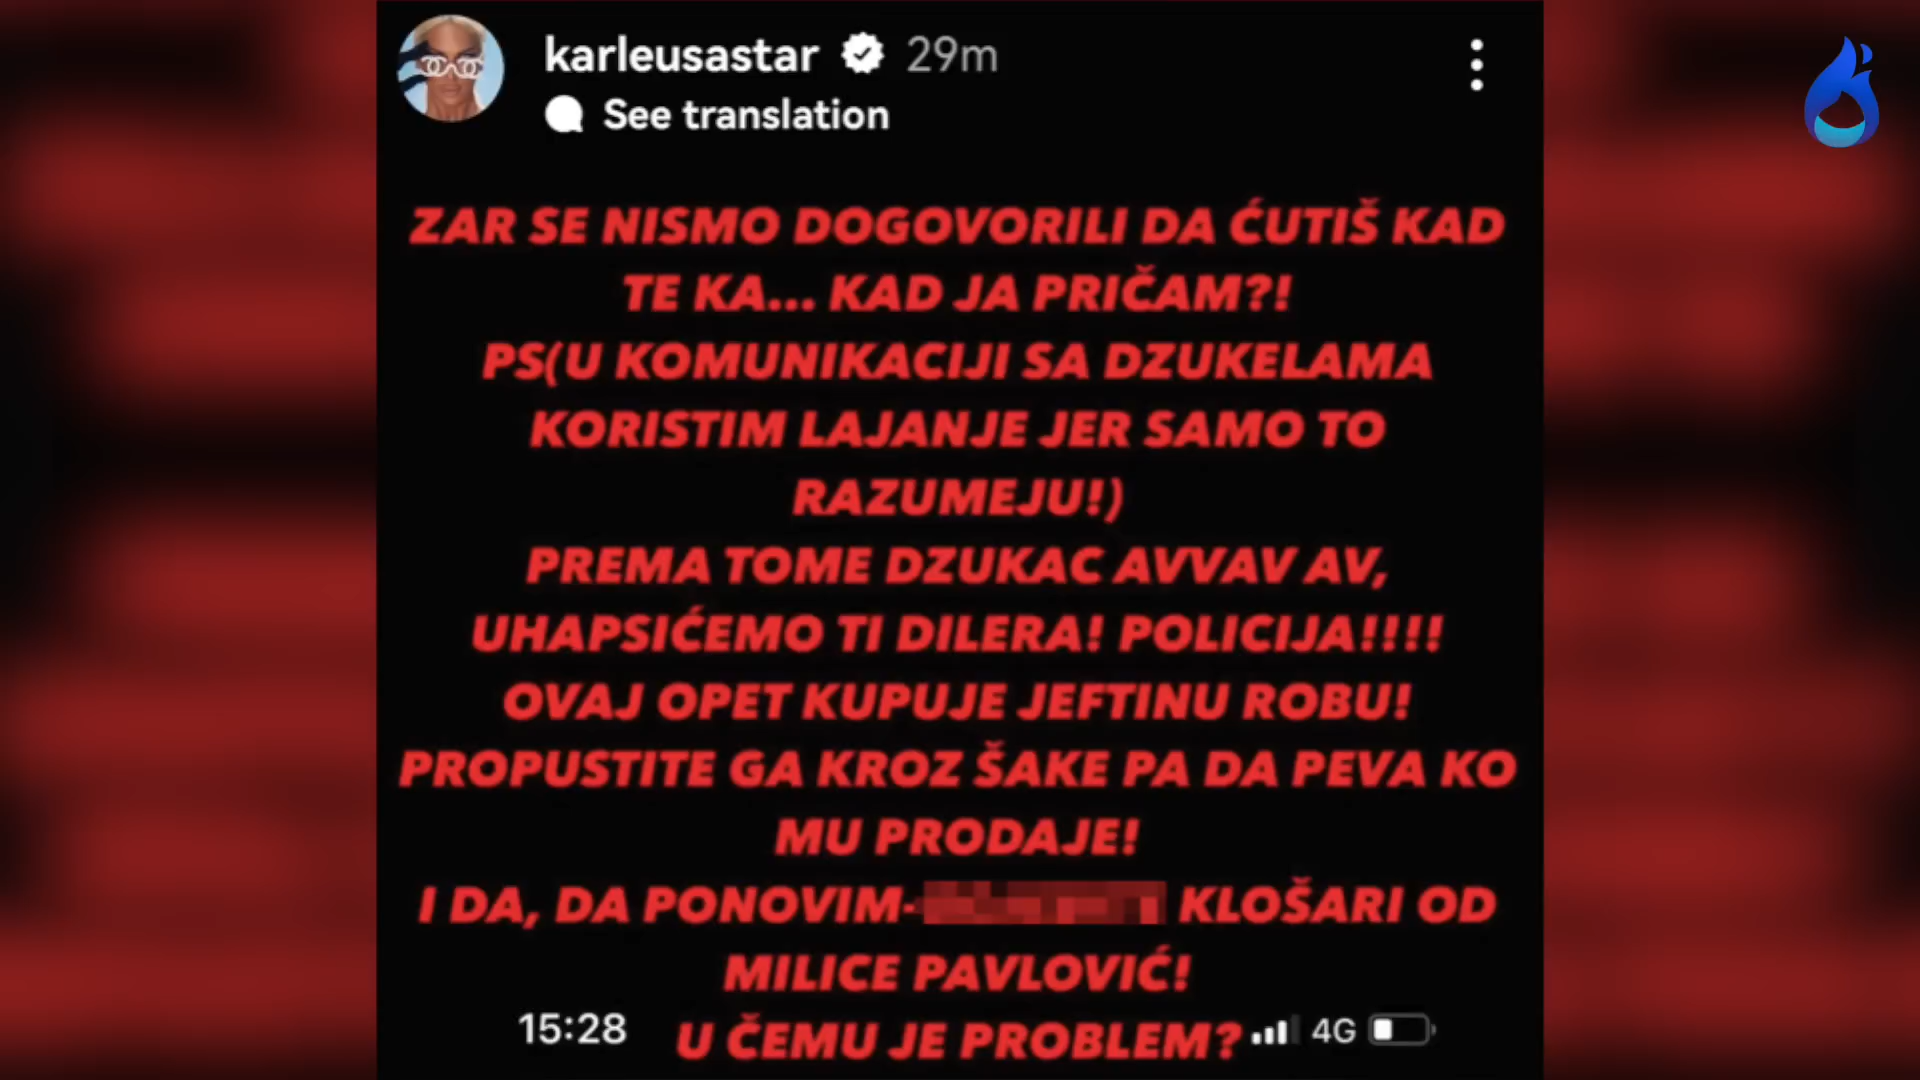 karleusastar 29m
See translation
ZAR SE NISMO DOGOVORILI DA ĆUTIŠ KAD
TE KA... KAD JA PRIČAM?!
PS(U KOMUNIKACIJI SA DZUKELAMA
KORISTIM LAJANJE JER SAMO TO
RAZUMEJU!)
PREMA TOME DZUKAC AVVAV AV,
UHAPSIĆEMO TI DILERA! POLICIJA!!!!
OVAJ OPET KUPUJE JEFTINU ROBU!
PROPUSTITE GA KROZ ŠAKE PA DA PEVA KO
MU PRODAJE!
I DA, DA PONOVIM- KLOŠARI OD
MILICE PAVLOVIĆ!
U ČEMU JE PROBLEM?
15:28
4G